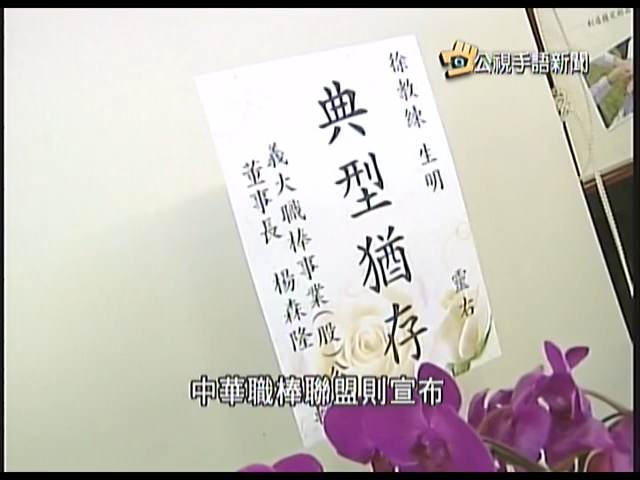 公視手語新聞
徐教練 生明 靈右
典型猶存
義大職棒事業(股)
董事長 楊森隆
中華職棒聯盟則宣布